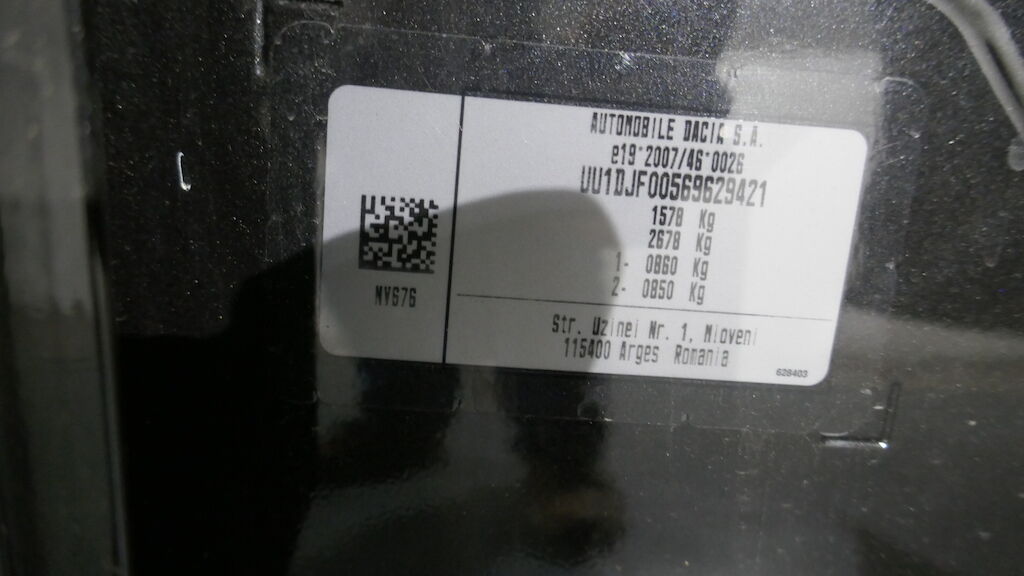 AUTOMOBILE DACIA S.A.
e19*2007/46*0026
UU1DJF00569629421
1578 Kg
2678 Kg
1- 0860 Kg
2- 0850 Kg
NV676
Str. Uzinei Nr. 1, Mioveni
115400 Arges Romania
628403